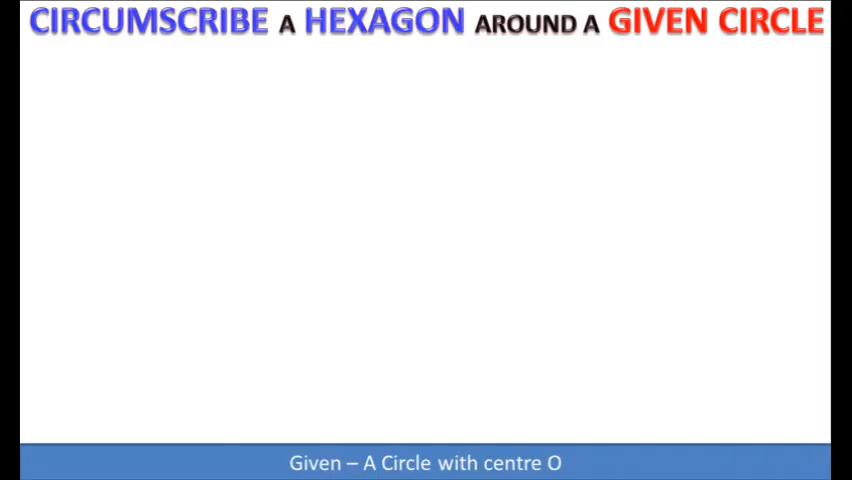 CIRCUMSCRIBE A HEXAGON AROUND A GIVEN CIRCLE
Given – A Circle with centre O